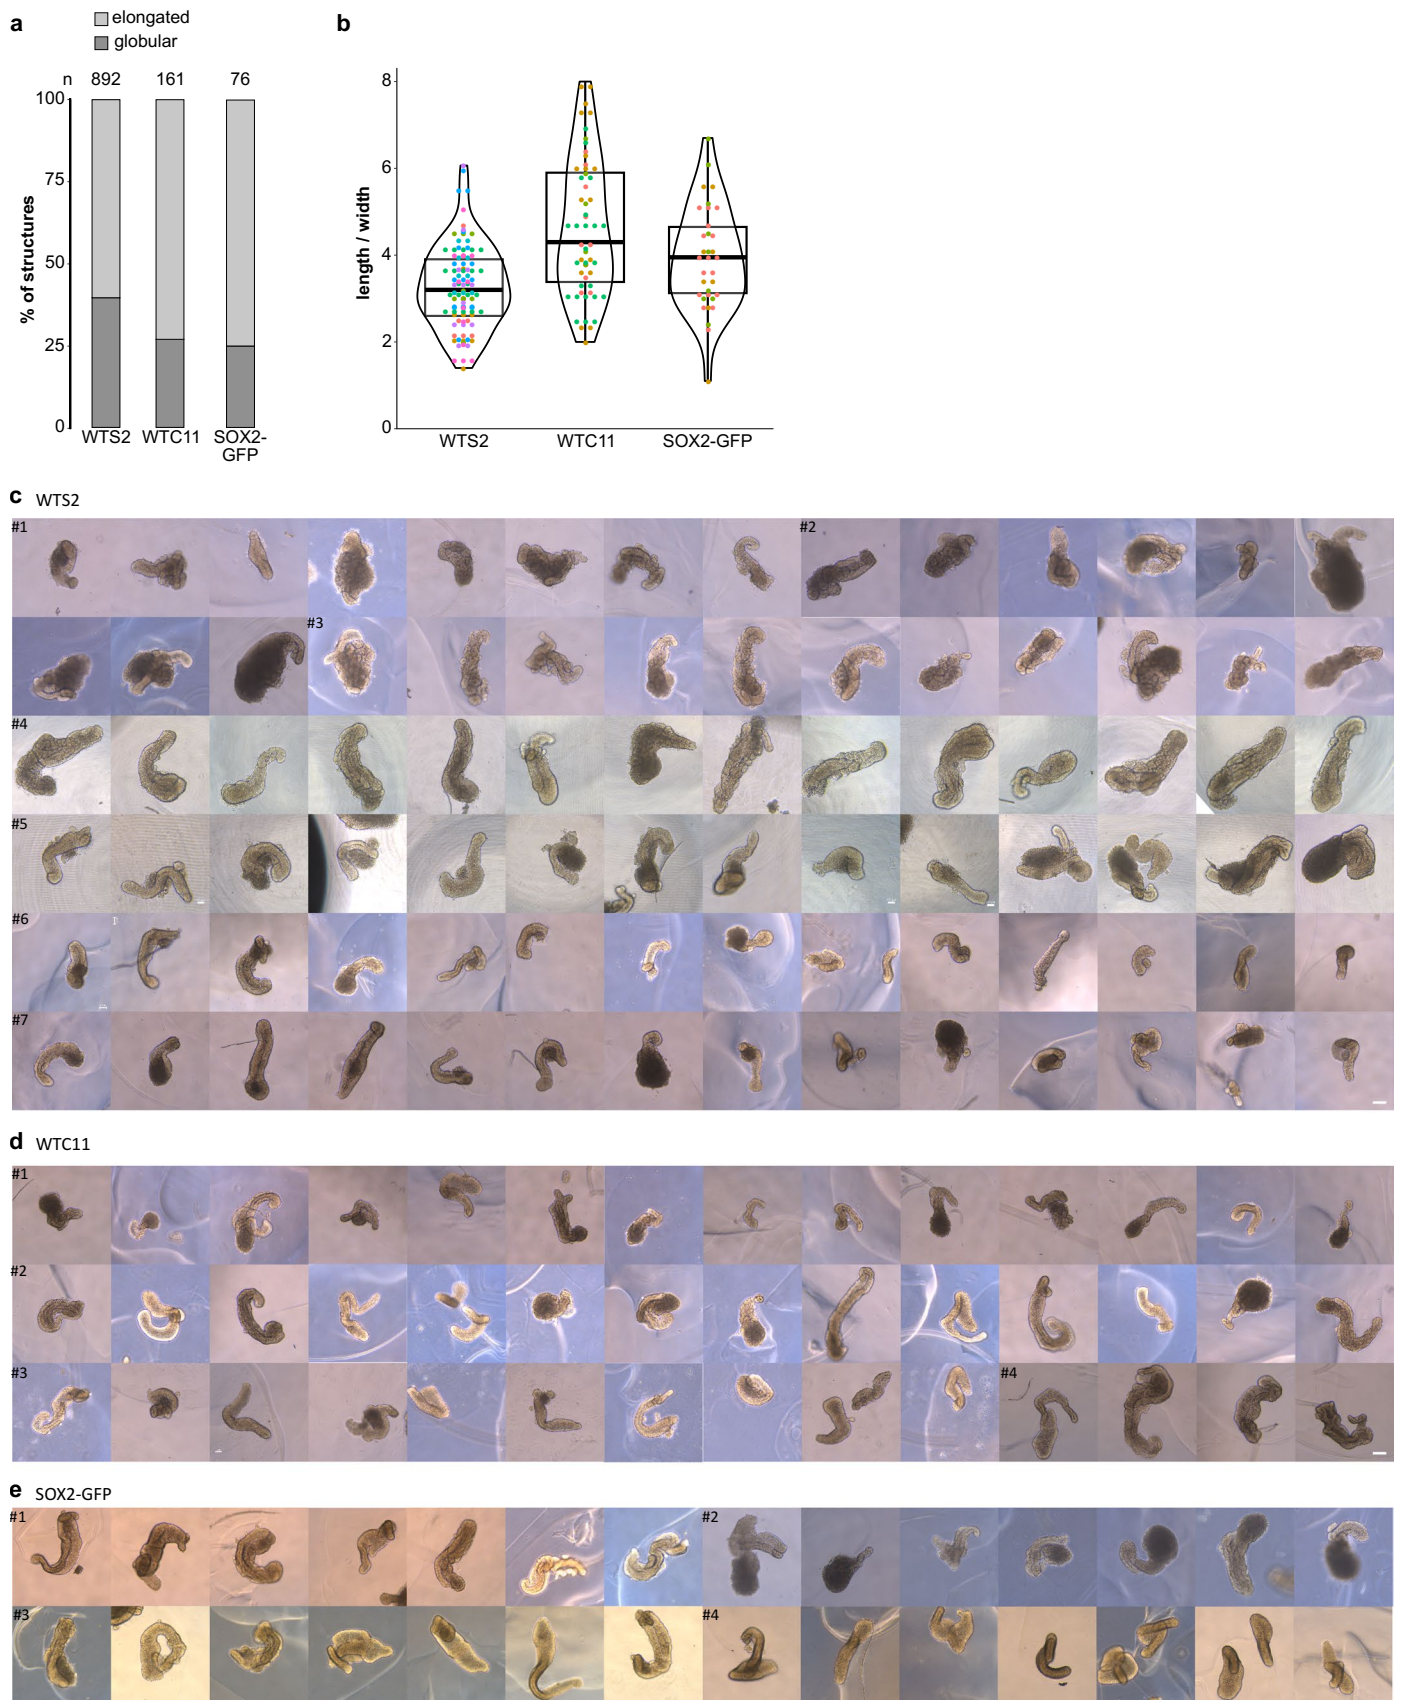 a
elongated
globular
n 892 161 76
100
75
50
25
0
% of structures
WTS2 WTC11 SOX2-
GFP
b
8
6
4
2
0
length / width
WTS2 WTC11 SOX2-GFP
c WTS2
#1 #2
#3
#4
#5
#6
#7
d WTC11
#1
#2
#3 #4
e SOX2-GFP
#1 #2
#3 #4